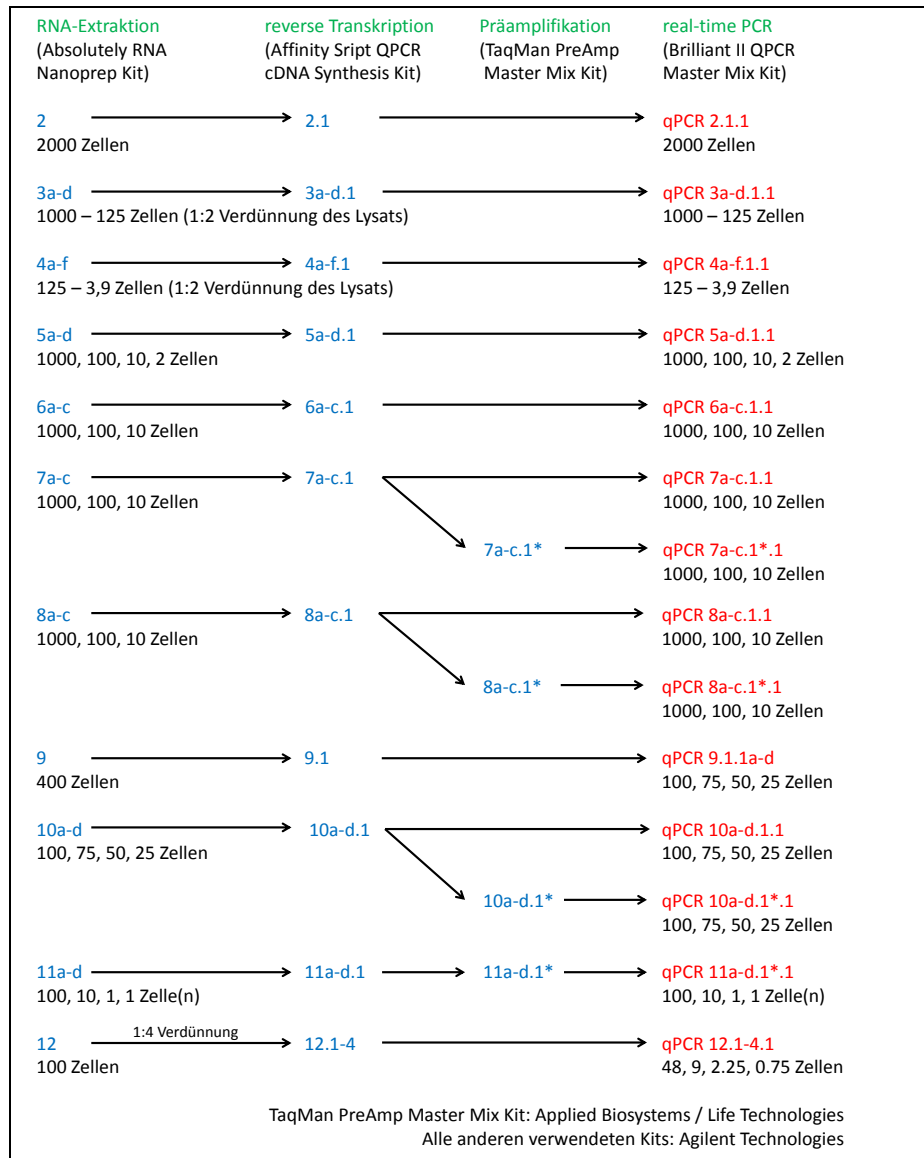 RNA-Extraktion reverse Transkription Präamplifikation real-time PCR
(Absolutely RNA (Affinity Sript QPCR (TaqMan PreAmp (Brilliant II QPCR
Nanoprep Kit) cDNA Synthesis Kit) Master Mix Kit) Master Mix Kit)
2 2.1 qPCR 2.1.1
2000 Zellen 2000 Zellen
3a-d 3a-d.1 qPCR 3a-d.1.1
1000 – 125 Zellen (1:2 Verdünnung des Lysats) 1000 – 125 Zellen
4a-f 4a-f.1 qPCR 4a-f.1.1
125 – 3,9 Zellen (1:2 Verdünnung des Lysats) 125 – 3,9 Zellen
5a-d 5a-d.1 qPCR 5a-d.1.1
1000, 100, 10, 2 Zellen 1000, 100, 10, 2 Zellen
6a-c 6a-c.1 qPCR 6a-c.1.1
1000, 100, 10 Zellen 1000, 100, 10 Zellen
7a-c 7a-c.1 qPCR 7a-c.1.1
1000, 100, 10 Zellen 1000, 100, 10 Zellen
7a-c.1* qPCR 7a-c.1*.1
1000, 100, 10 Zellen
8a-c 8a-c.1 qPCR 8a-c.1.1
1000, 100, 10 Zellen 1000, 100, 10 Zellen
8a-c.1* qPCR 8a-c.1*.1
1000, 100, 10 Zellen
9 9.1 qPCR 9.1.1a-d
400 Zellen 100, 75, 50, 25 Zellen
10a-d 10a-d.1 qPCR 10a-d.1.1
100, 75, 50, 25 Zellen 100, 75, 50, 25 Zellen
10a-d.1* qPCR 10a-d.1*.1
100, 75, 50, 25 Zellen
11a-d 11a-d.1 11a-d.1* qPCR 11a-d.1*.1
100, 10, 1, 1 Zelle(n) 100, 10, 1, 1 Zelle(n)
1:4 Verdünnung
12 12.1-4 qPCR 12.1-4.1
100 Zellen 48, 9, 2.25, 0.75 Zellen
TaqMan PreAmp Master Mix Kit: Applied Biosystems / Life Technologies
Alle anderen verwendeten Kits: Agilent Technologies